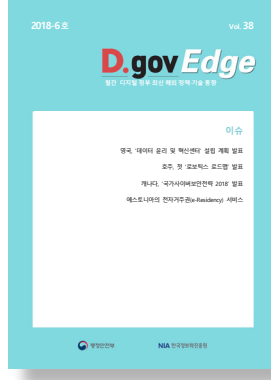 2018-6호
Vol. 38
D.gov Edge
월간 디지털 정부 최신 해외 정책·기술 동향
이슈
영국, '데이터 윤리 및 혁신센터' 설립 계획 발표
호주, 첫 '로보틱스 로드맵' 발표
캐나다, '국가사이버보안전략 2018' 발표
에스토니아의 전자거주권(e-Residency) 서비스
행정안전부
NIA 한국정보화진흥원